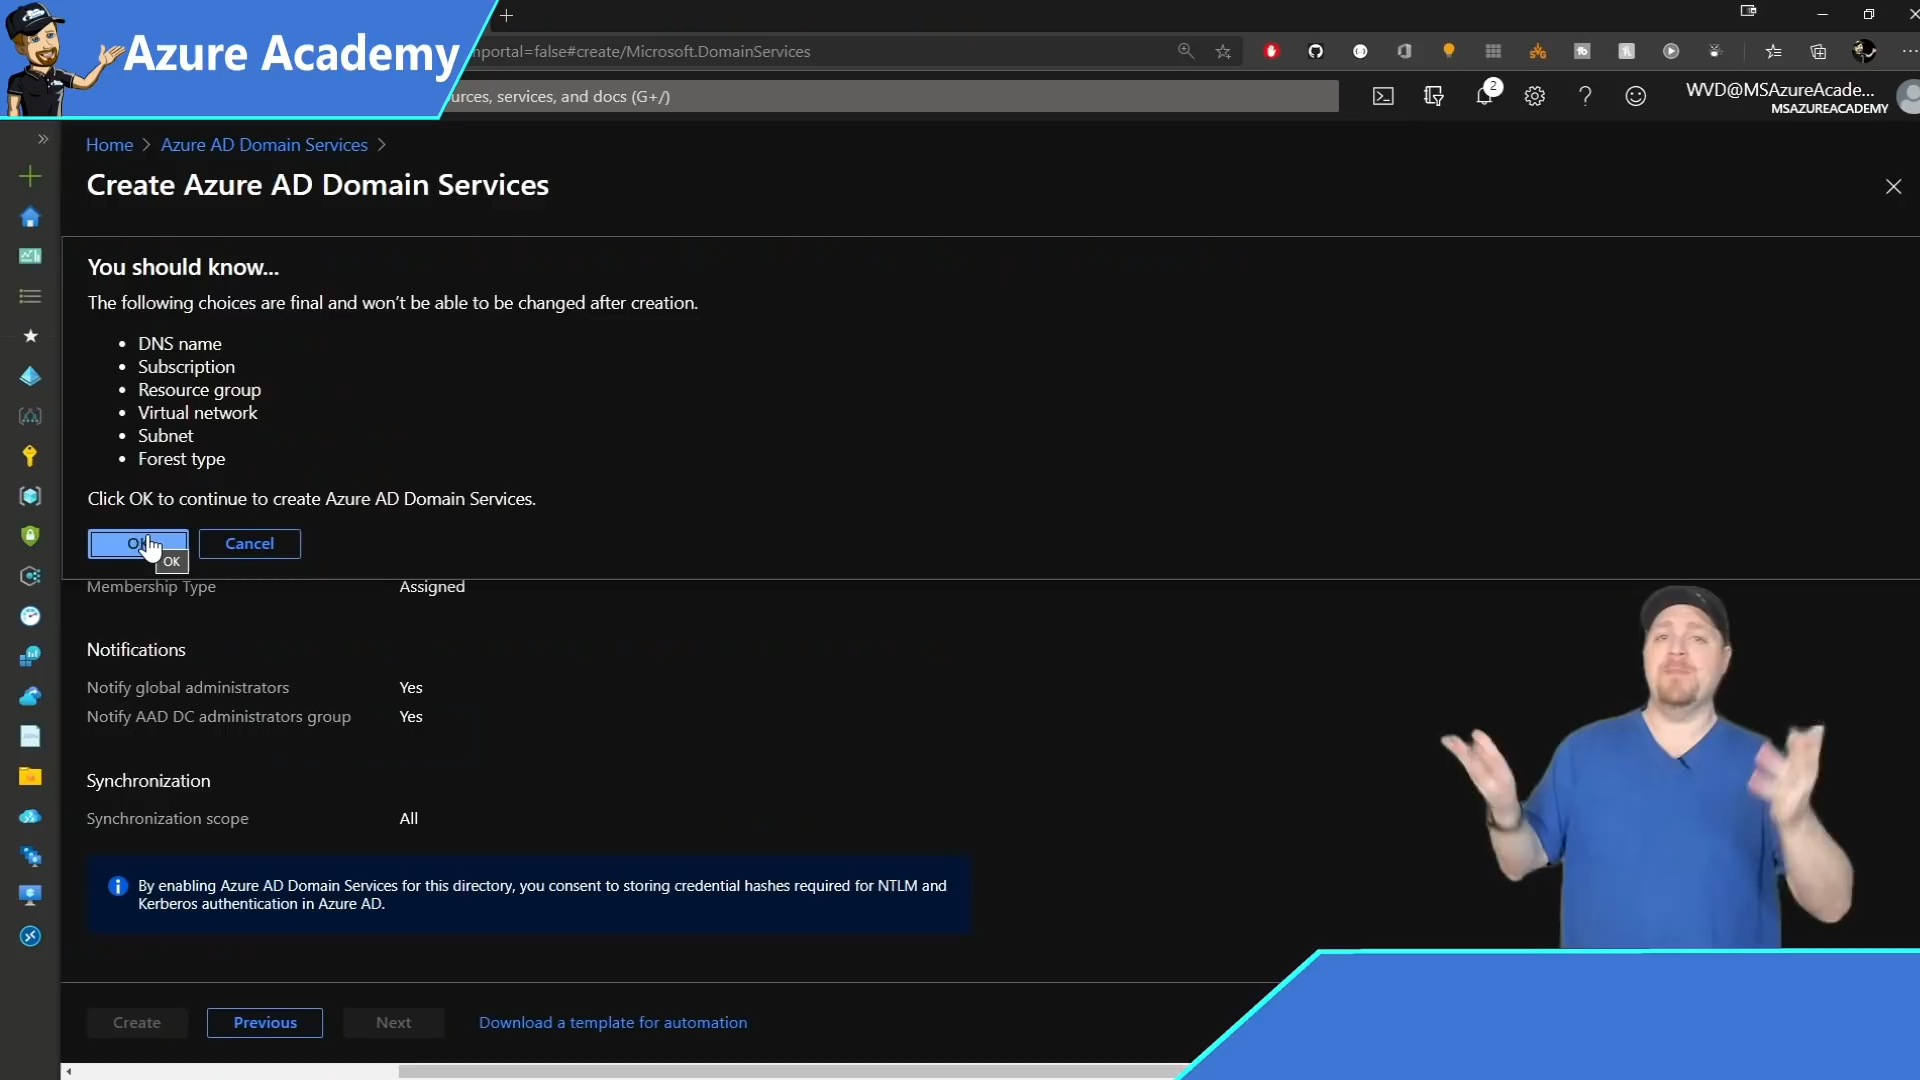 Azure Academy
nportal=false#create/Microsoft.DomainServices
urces, services, and docs (G+/)
2
WVD@MSAzureAcade...
MSAZUREACADEMY
Home > Azure AD Domain Services >
Create Azure AD Domain Services
You should know...
The following choices are final and won't be able to be changed after creation.
• DNS name
• Subscription
• Resource group
• Virtual network
• Subnet
• Forest type
Click OK to continue to create Azure AD Domain Services.
OK
Cancel
OK
Membership Type Assigned
Notifications
Notify global administrators Yes
Notify AAD DC administrators group Yes
Synchronization
Synchronization scope All
By enabling Azure AD Domain Services for this directory, you consent to storing credential hashes required for NTLM and
Kerberos authentication in Azure AD.
Create Previous Next Download a template for automation